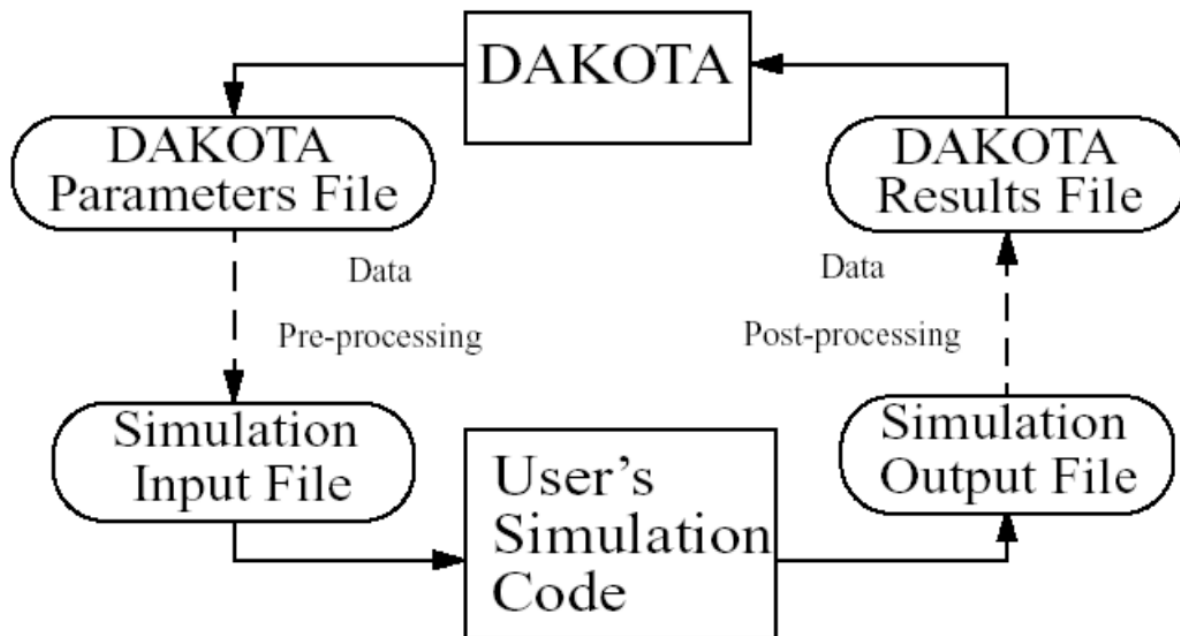 DAKOTA
DAKOTA
Parameters File
DAKOTA
Results File
Data
Pre-processing
Data
Post-processing
Simulation
Input File
User's
Simulation
Code
Simulation
Output File